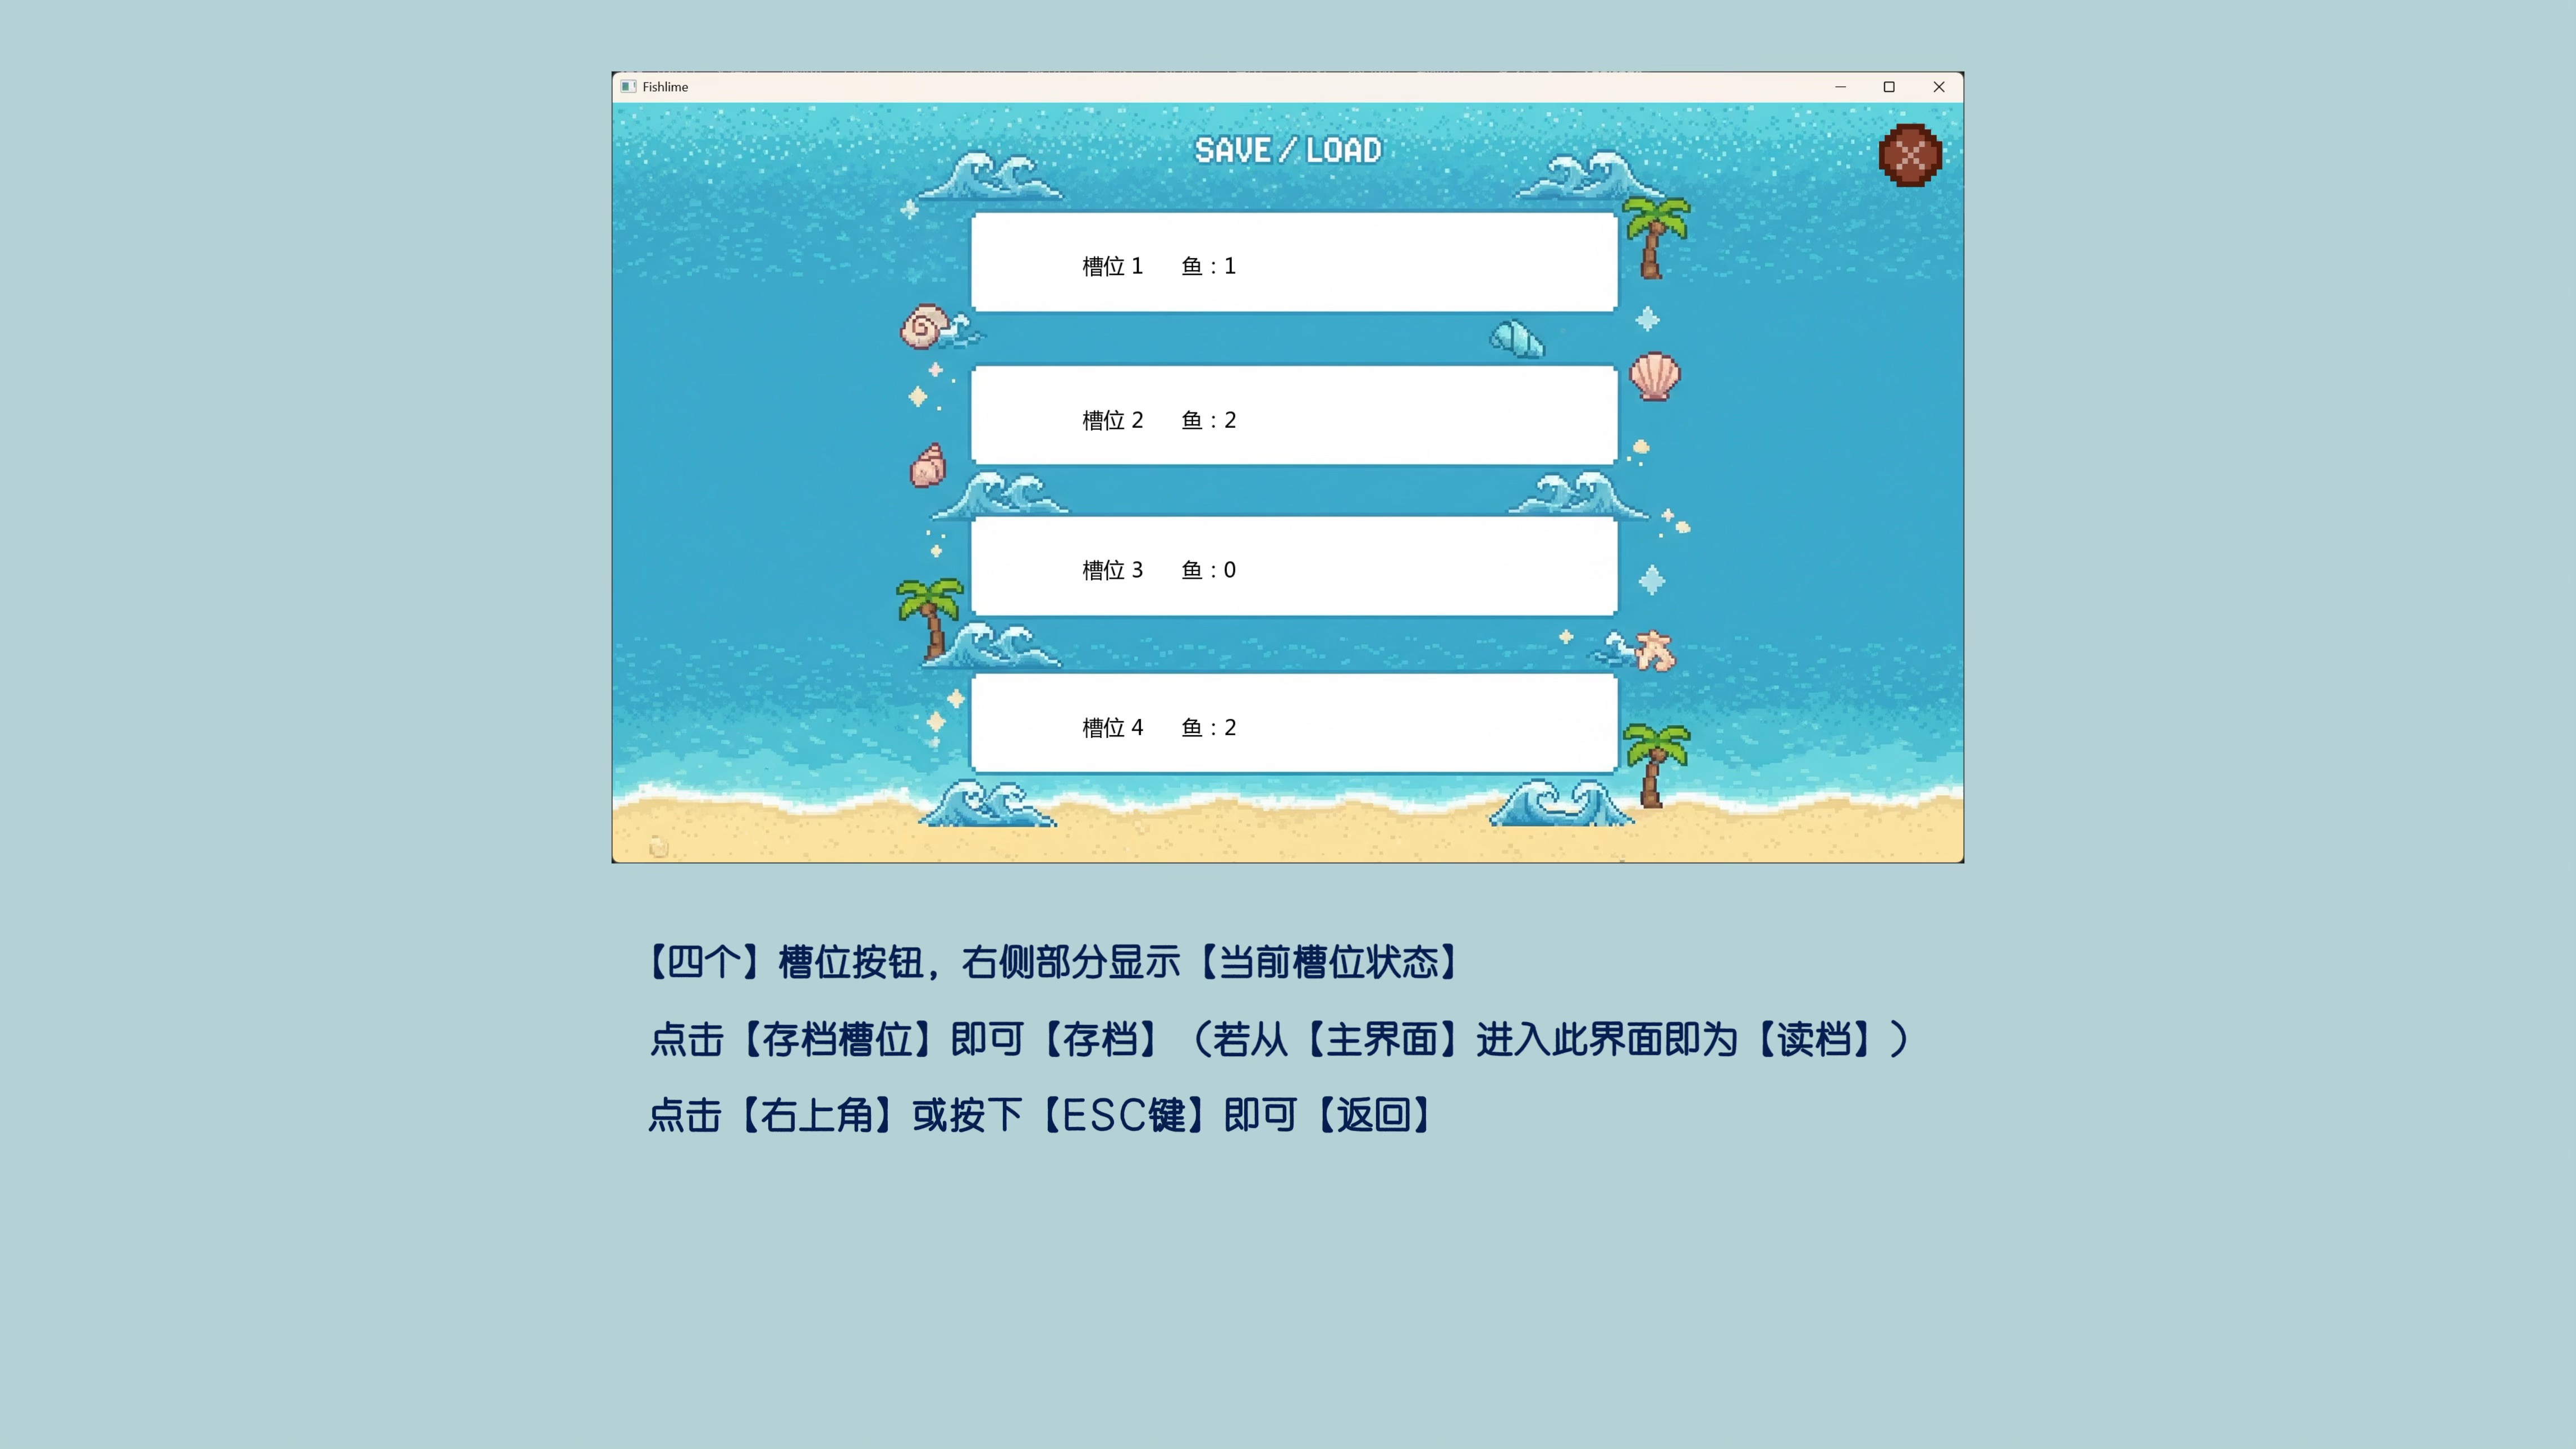 Fishlime
SAVE/LOAD
槽位 1 鱼：1
槽位 2 鱼：2
槽位 3 鱼：0
槽位 4 鱼：2
【四个】槽位按钮，右侧部分显示【当前槽位状态】
点击【存档槽位】即可【存档】（若从【主界面】进入此界面即为【读档】）
点击【右上角】或按下【ESC键】即可【返回】